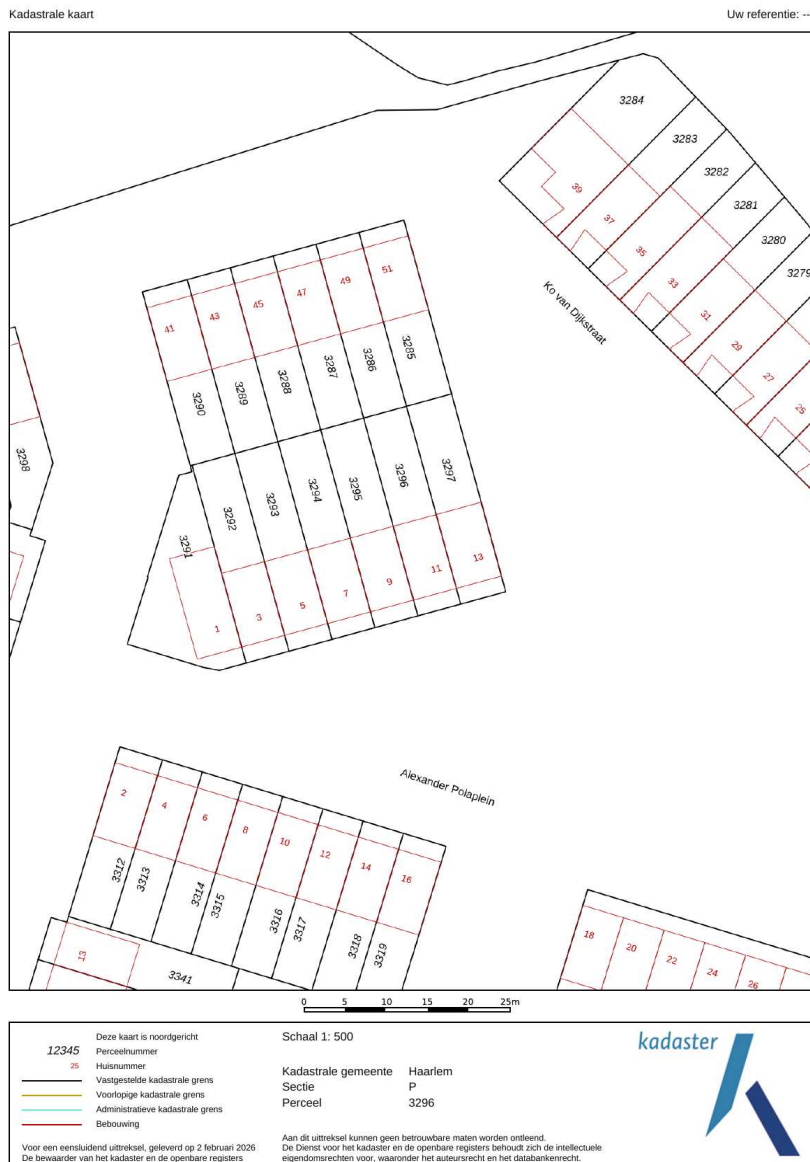 Kadastrale kaart
Uw referentie: --
3284
3283
3282
3281
3280
3279
39
37
35
33
31
29
27
25
Ko van Dijkstraat
41
43
45
47
49
51
3290
3289
3288
3287
3286
3285
3298
3291
3292
3293
3294
3295
3296
3297
1
3
5
7
9
11
13
Alexander Polaplein
2
4
6
8
10
12
14
16
3312
3313
3314
3315
3316
3317
3318
3319
13
3341
18
20
22
24
26
0 5 10 15 20 25m
Deze kaart is noordgericht
12345 Perceelnummer
25 Huisnummer
Vastgestelde kadastrale grens
Voorlopige kadastrale grens
Administratieve kadastrale grens
Bebouwing
Voor een eensluidend uittreksel, geleverd op 2 februari 2026
De bewaarder van het kadaster en de openbare registers
Schaal 1: 500
Kadastrale gemeente Haarlem
Sectie P
Perceel 3296
Aan dit uittreksel kunnen geen betrouwbare maten worden ontleend.
De Dienst voor het kadaster en de openbare registers behoudt zich de intellectuele
eigendomsrechten voor, waaronder het auteursrecht en het databankenrecht.
kadaster